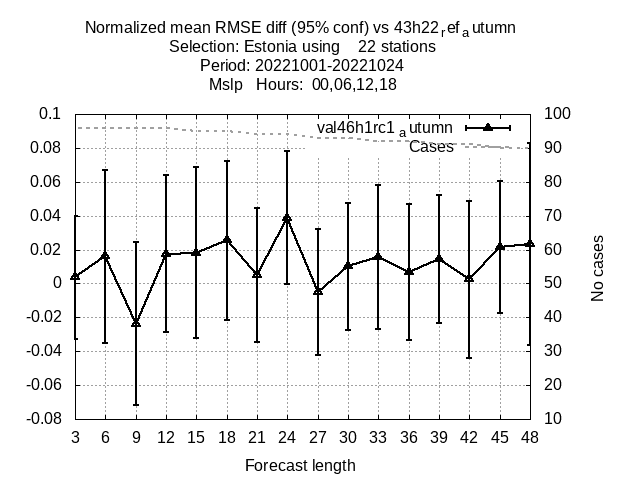 Normalized mean RMSE diff (95% conf) vs 43h22refautumn
Selection: Estonia using 22 stations
Period: 20221001-20221024
Mslp Hours: 00,06,12,18
0.1 100
val46h1rc1autumn
Cases
0.08 90
0.06 80
0.04 70
0.02 60
0 50
-0.02 40
-0.04 30
-0.06 20
-0.08 10
No cases
3 6 9 12 15 18 21 24 27 30 33 36 39 42 45 48
Forecast length